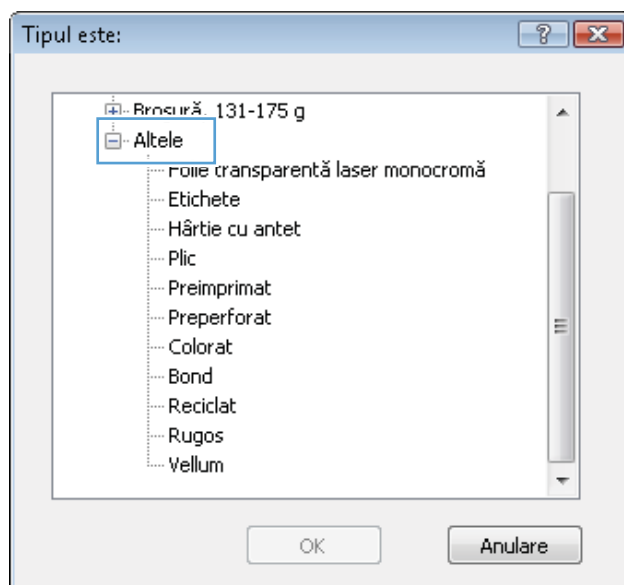 Tipul este:
Broșură, 131-175 g
Altele
Folie transparentă laser monocromă
Etichete
Hârtie cu antet
Plic
Preimprimat
Preperforat
Colorat
Bond
Reciclat
Rugos
Vellum
OK
Anulare